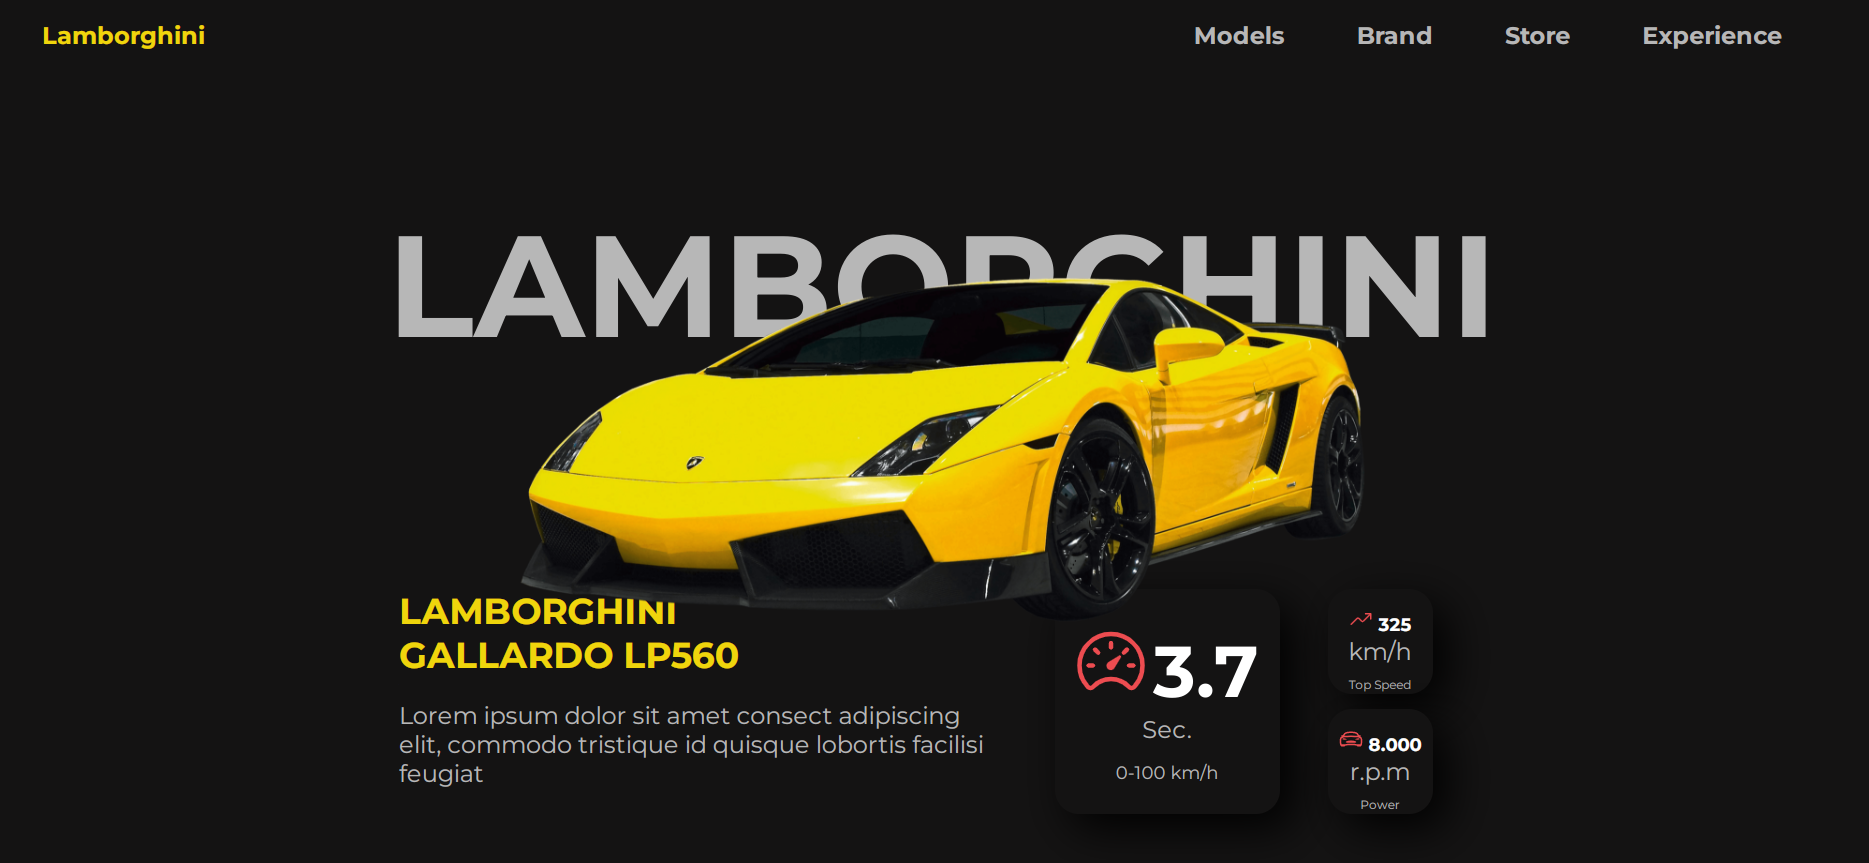 Lamborghini
Models
Brand
Store
Experience
LAMBORGHINI
LAMBORGHINI
GALLARDO LP560
Lorem ipsum dolor sit amet consect adipiscing
elit, commodo tristique id quisque lobortis facilisi
feugiat
3.7
Sec.
0-100 km/h
325
km/h
Top Speed
8.000
r.p.m
Power